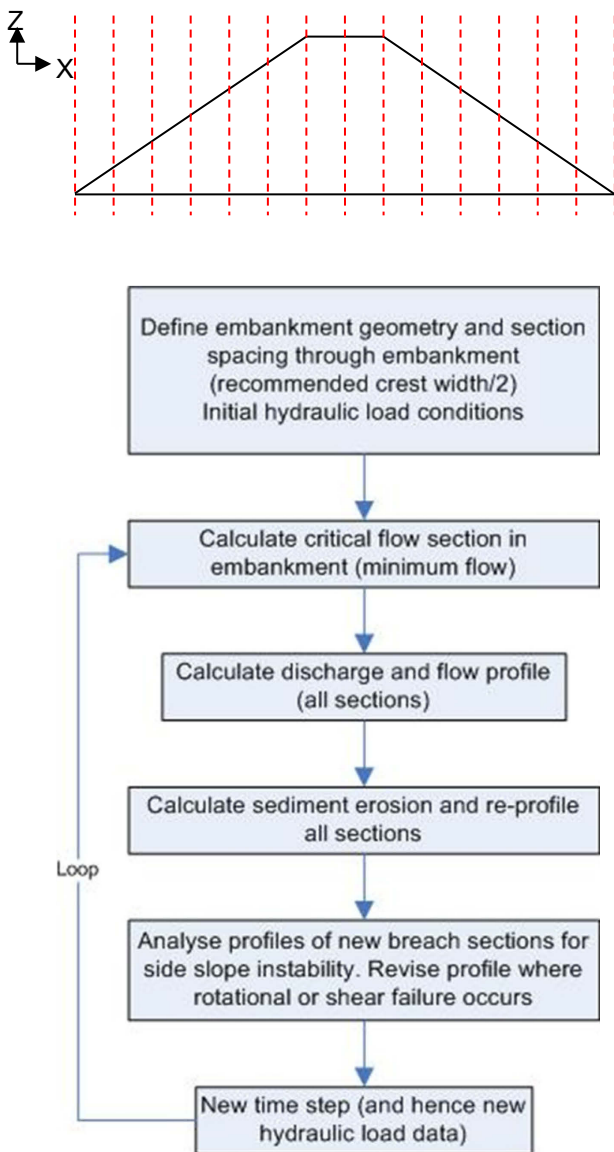 Z
X
Define embankment geometry and section
spacing through embankment
(recommended crest width/2)
Initial hydraulic load conditions
Calculate critical flow section in
embankment (minimum flow)
Calculate discharge and flow profile
(all sections)
Calculate sediment erosion and re-profile
all sections
Loop
Analyse profiles of new breach sections for
side slope instability. Revise profile where
rotational or shear failure occurs
New time step (and hence new
hydraulic load data)